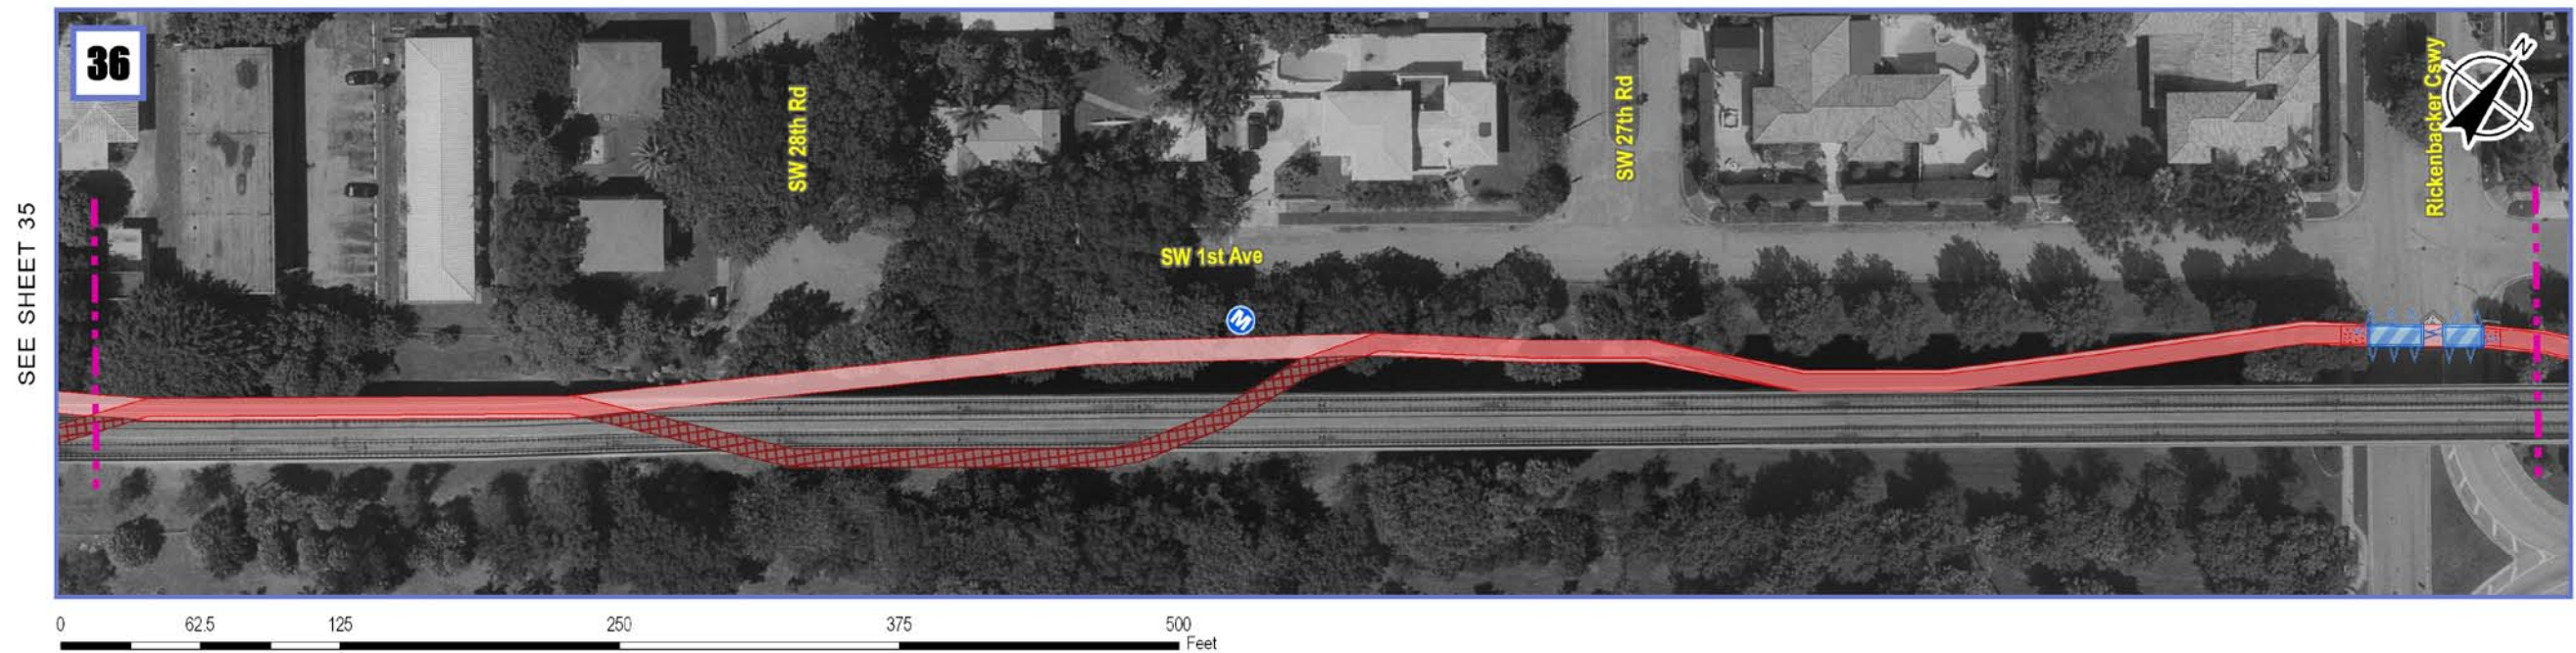 36
SEE SHEET 35
SW 28th Rd
SW 27th Rd
Rickenbacker Cswy
N
SW 1st Ave
M
0 62.5 125 250 375 500
Feet